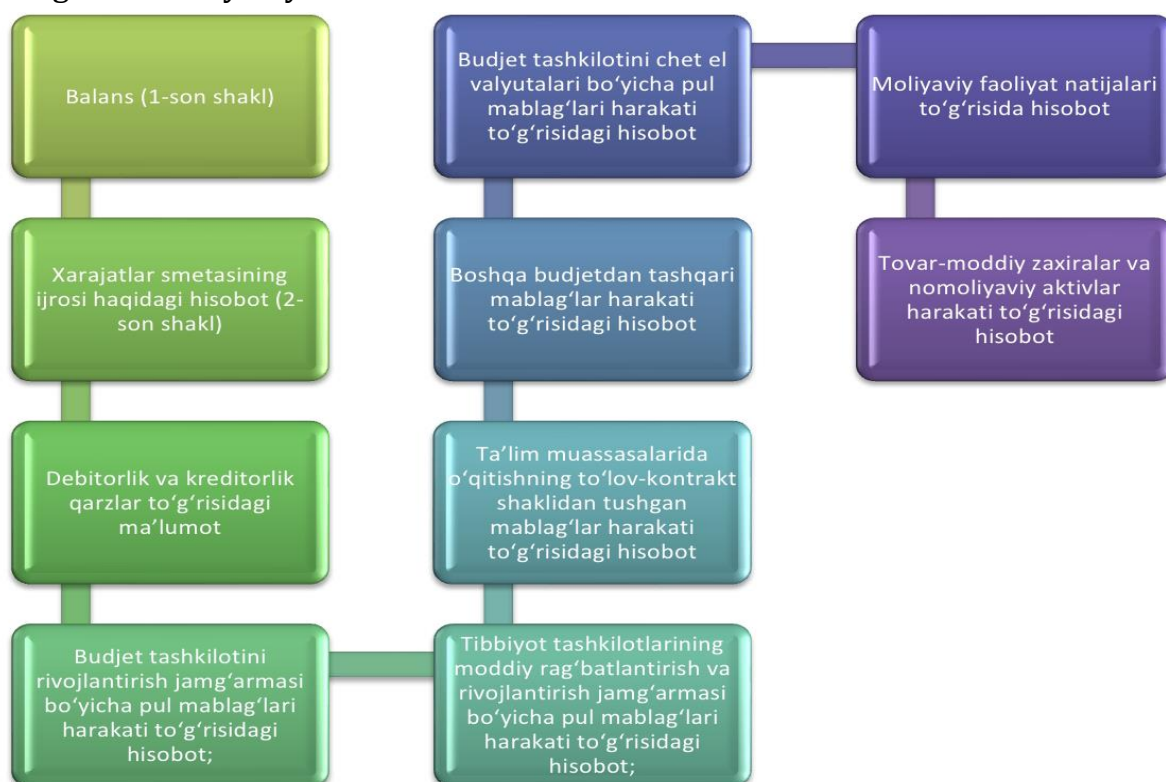 Balans (1-son shakl)
Xarajatlar smetasining
ijrosi haqidagi hisobot (2-
son shakl)
Debitorlik va kreditorlik
qarzlar to‘g‘risidagi
ma’lumot
Budjet tashkilotini
rivojlantirish jamg‘armasi
bo‘yicha pul mablag‘lari
harakati to‘g‘risidagi
hisobot;
Tibbiyot tashkilotlarining
moddiy rag‘batlantirish va
rivojlantirish jamg‘armasi
bo‘yicha pul mablag‘lari
harakati to‘g‘risidagi
hisobot;
Ta’lim muassasalarida
o‘qitishning to‘lov-kontrakt
shaklidan tushgan
mablag‘lar harakati
to‘g‘risidagi hisobot
Boshqa budjetdan tashqari
mablag‘lar harakati
to‘g‘risidagi hisobot
Budjet tashkilotini chet el
valyutalari bo‘yicha pul
mablag‘lari harakati
to‘g‘risidagi hisobot
Moliyaviy faoliyat natijalari
to‘g‘risida hisobot
Tovar-moddiy zaxiralar va
nomoliyaviy aktivlar
harakati to‘g‘risidagi
hisobot